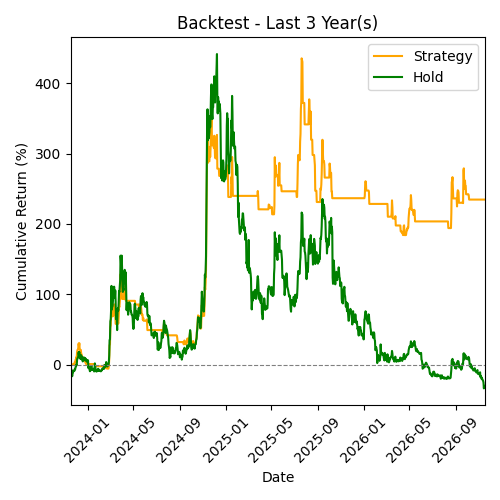 Backtest - Last 3 Year(s)
Strategy
Hold
Cumulative Return (%)
400
300
200
100
0
2024-01
2024-05
2024-09
2025-01
2025-05
2025-09
2026-01
2026-05
2026-09
Date